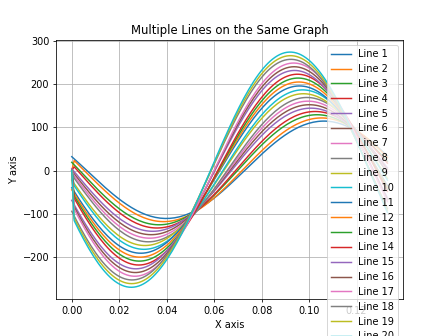 Multiple Lines on the Same Graph
Y axis
300
200
100
0
−100
−200
0.00
0.02
0.04
0.06
0.08
0.10
X axis
Line 1
Line 2
Line 3
Line 4
Line 5
Line 6
Line 7
Line 8
Line 9
Line 10
Line 11
Line 12
Line 13
Line 14
Line 15
Line 16
Line 17
Line 18
Line 19
Line 20